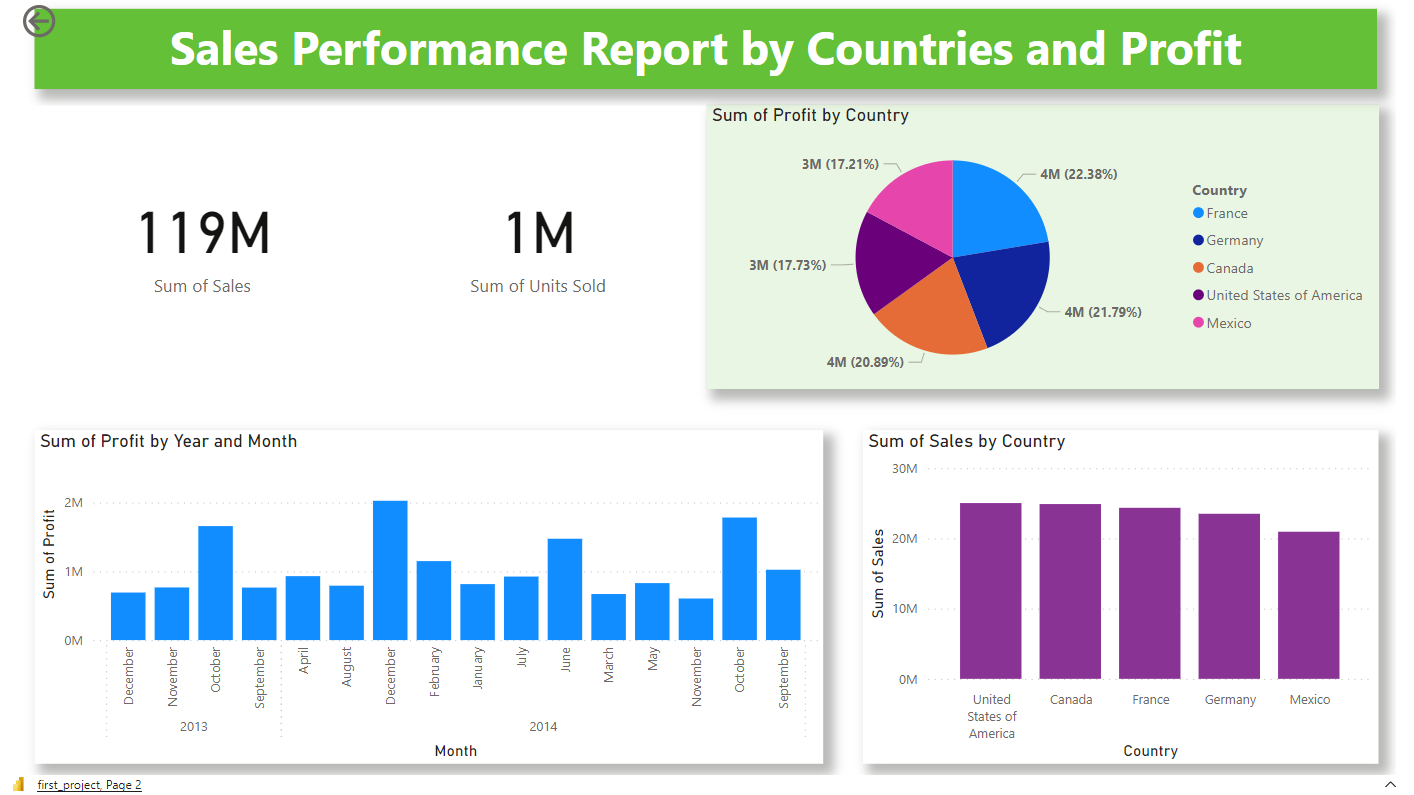 Sales Performance Report by Countries and Profit
119M
Sum of Sales
1M
Sum of Units Sold
Sum of Profit by Country
3M (17.21%)
4M (22.38%)
3M (17.73%)
4M (21.79%)
4M (20.89%)
Country
France
Germany
Canada
United States of America
Mexico
Sum of Profit by Year and Month
Sum of Profit
2M
1M
0M
December
November
October
September
April
August
December
February
January
July
June
March
May
November
October
September
2013
2014
Month
Sum of Sales by Country
Sum of Sales
30M
20M
10M
0M
United
States of
America
Canada
France
Germany
Mexico
Country
first_project, Page 2